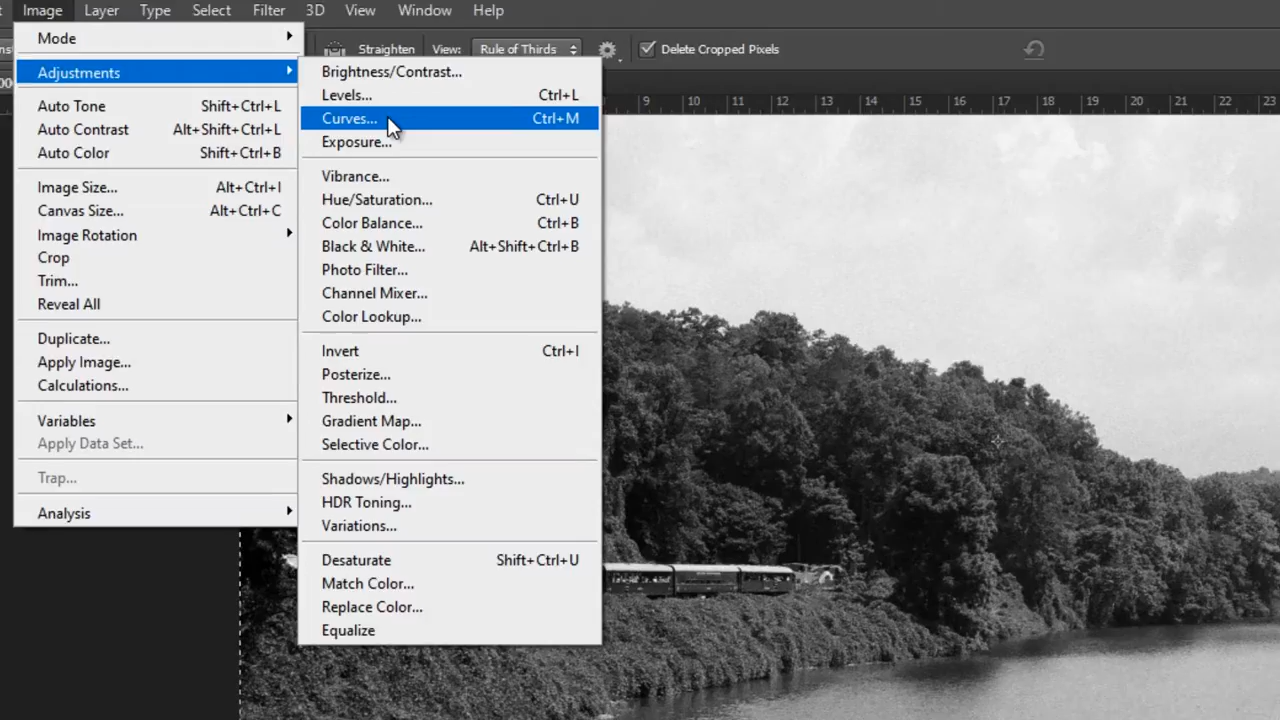 Image Layer Type Select Filter 3D View Window Help
Straighten View: Rule of Thirds Delete Cropped Pixels
9 10 11 12 13 14 15 16 17 18 19 20 21 22 23
Mode
Adjustments
Auto Tone Shift+Ctrl+L
Auto Contrast Alt+Shift+Ctrl+L
Auto Color Shift+Ctrl+B
Image Size... Alt+Ctrl+I
Canvas Size... Alt+Ctrl+C
Image Rotation
Crop
Trim...
Reveal All
Duplicate...
Apply Image...
Calculations...
Variables
Apply Data Set...
Trap...
Analysis
Brightness/Contrast...
Levels... Ctrl+L
Curves... Ctrl+M
Exposure...
Vibrance...
Hue/Saturation... Ctrl+U
Color Balance... Ctrl+B
Black & White... Alt+Shift+Ctrl+B
Photo Filter...
Channel Mixer...
Color Lookup...
Invert Ctrl+I
Posterize...
Threshold...
Gradient Map...
Selective Color...
Shadows/Highlights...
HDR Toning...
Variations...
Desaturate Shift+Ctrl+U
Match Color...
Replace Color...
Equalize